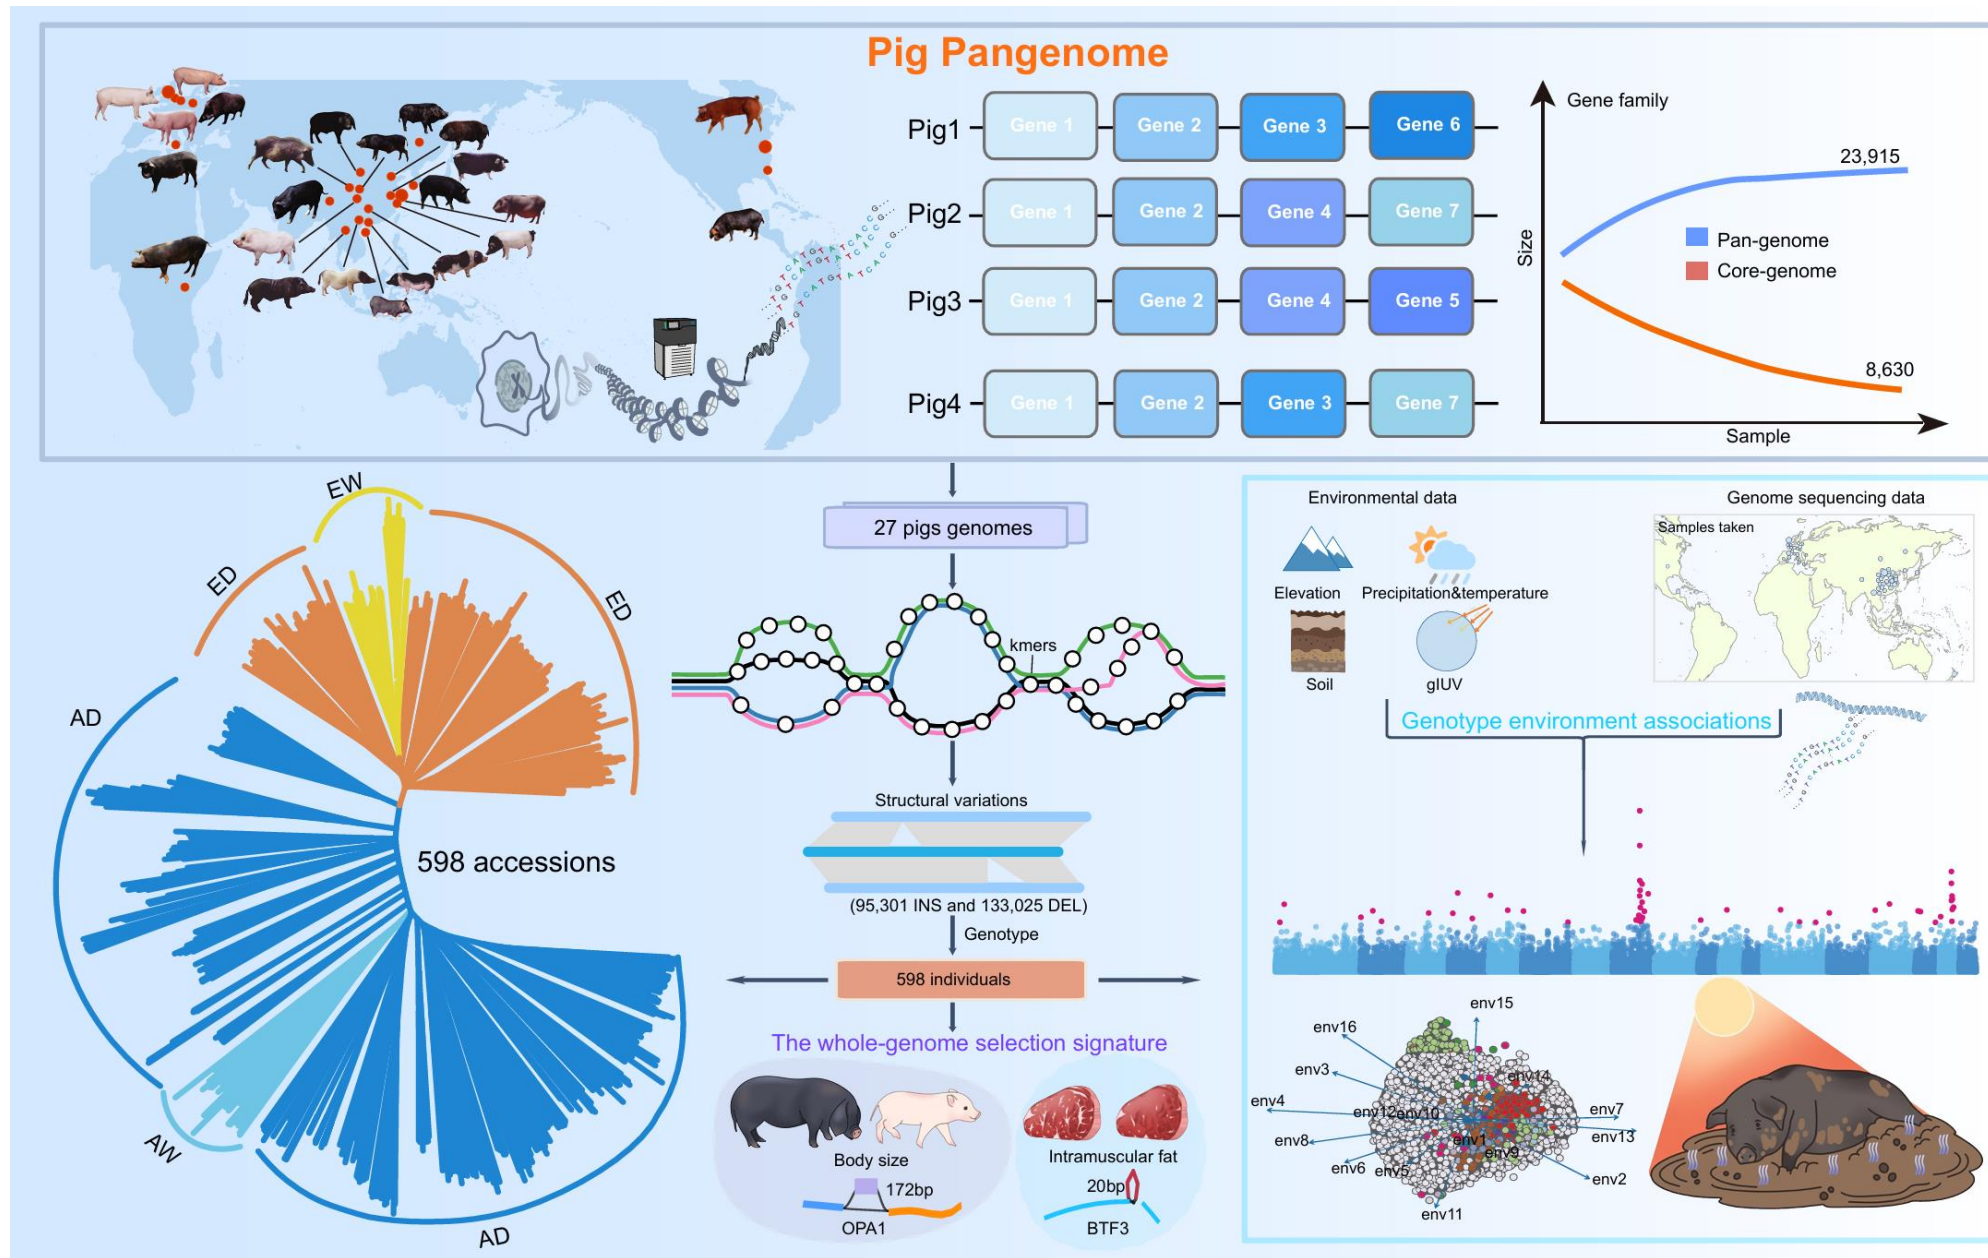 Pig Pangenome
Pig1
Gene 1
Gene 2
Gene 3
Gene 6
Pig2
Gene 1
Gene 2
Gene 4
Gene 7
Pig3
Gene 1
Gene 2
Gene 4
Gene 5
Pig4
Gene 1
Gene 2
Gene 3
Gene 7
Gene family
23,915
Size
Pan-genome
Core-genome
8,630
Sample
EW
ED
ED
AD
598 accessions
AW
AD
27 pigs genomes
kmers
Structural variations
(95,301 INS and 133,025 DEL)
Genotype
598 individuals
The whole-genome selection signature
Body size
172bp
OPA1
Intramuscular fat
20bp
BTF3
Environmental data
Elevation
Precipitation&temperature
Soil
glUV
Genome sequencing data
Samples taken
Genotype environment associations
env15
env16
env3
env14
env4
env12
env10
env7
env13
env8
env1
env9
env6
env5
env2
env11